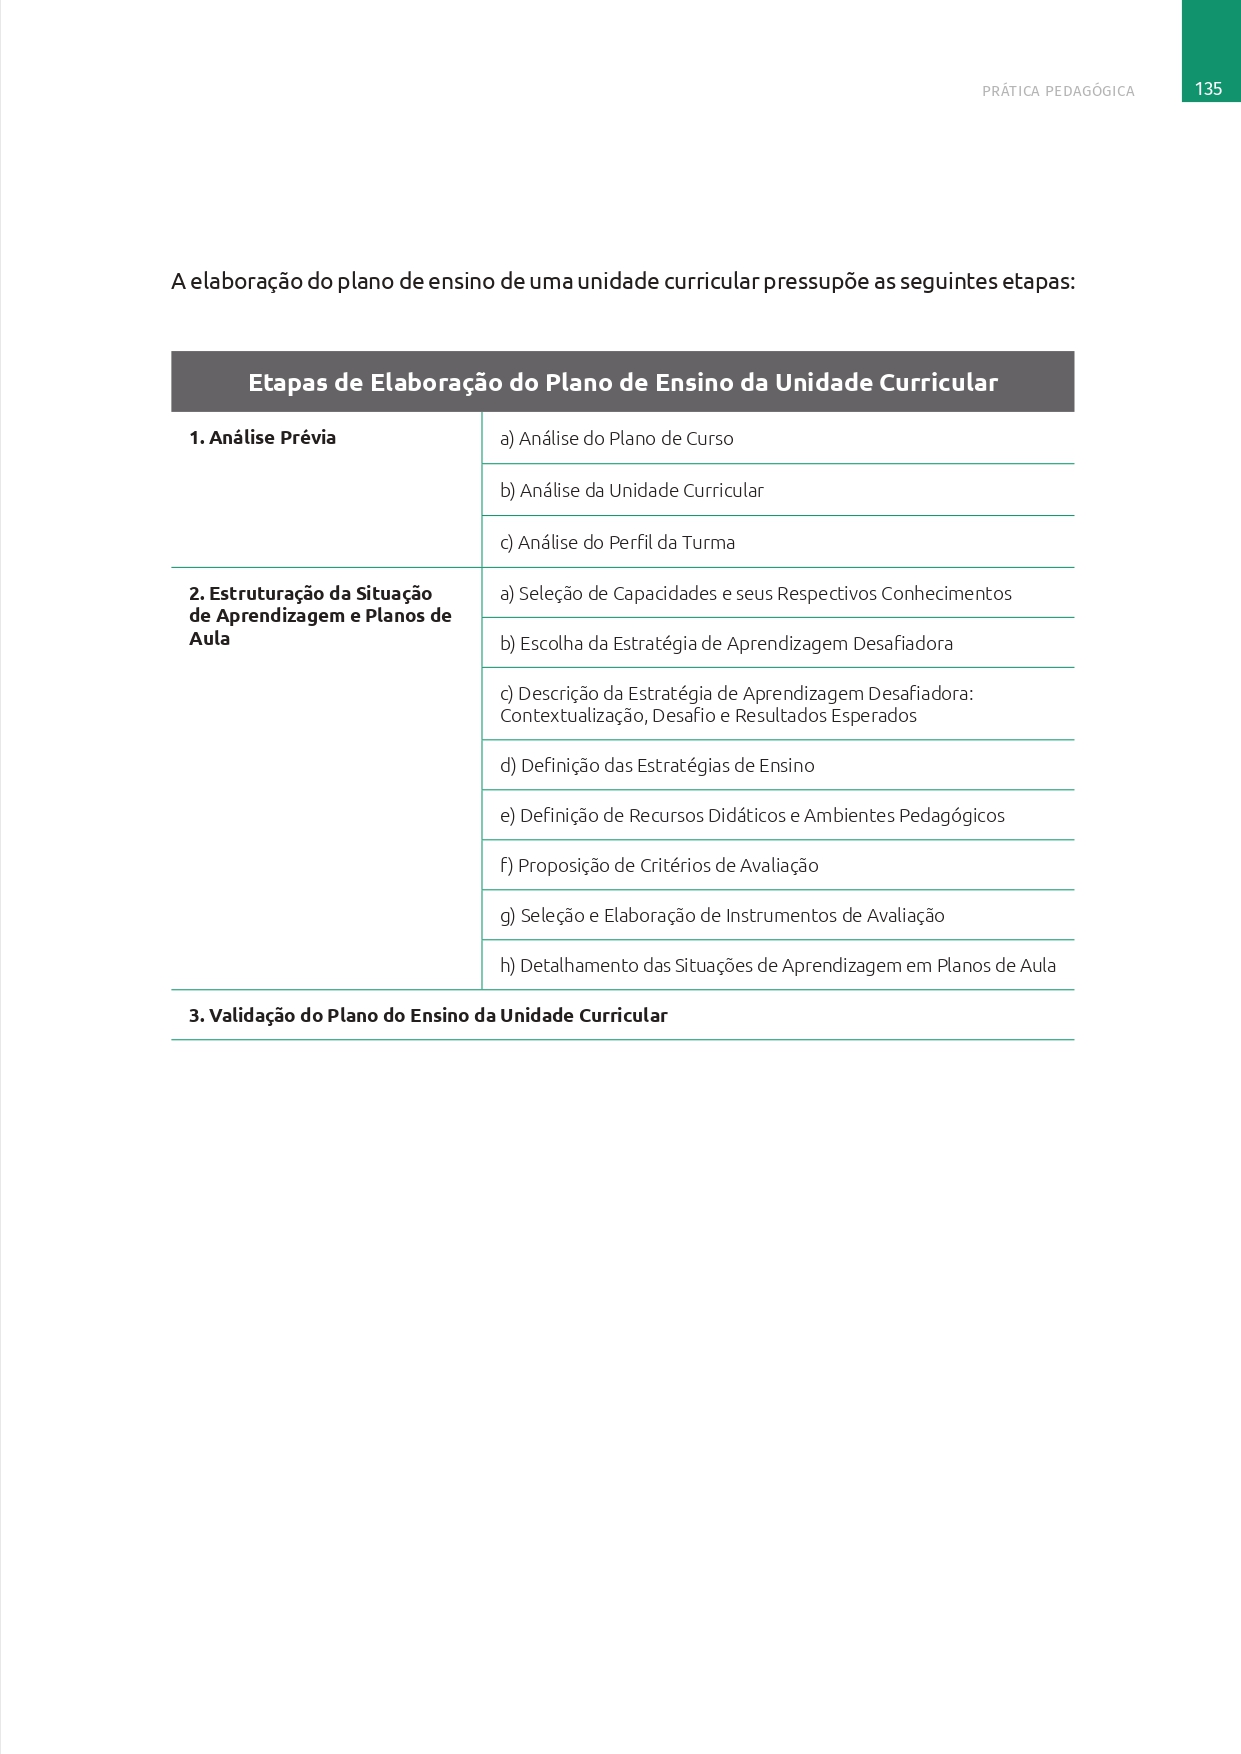 PRÁTICA PEDAGÓGICA
135
A elaboração do plano de ensino de uma unidade curricular pressupõe as seguintes etapas:
Etapas de Elaboração do Plano de Ensino da Unidade Curricular
1. Análise Prévia
a) Análise do Plano de Curso
b) Análise da Unidade Curricular
c) Análise do Perfil da Turma
2. Estruturação da Situação
de Aprendizagem e Planos de
Aula
a) Seleção de Capacidades e seus Respectivos Conhecimentos
b) Escolha da Estratégia de Aprendizagem Desafiadora
c) Descrição da Estratégia de Aprendizagem Desafiadora:
Contextualização, Desafio e Resultados Esperados
d) Definição das Estratégias de Ensino
e) Definição de Recursos Didáticos e Ambientes Pedagógicos
f) Proposição de Critérios de Avaliação
g) Seleção e Elaboração de Instrumentos de Avaliação
h) Detalhamento das Situações de Aprendizagem em Planos de Aula
3. Validação do Plano do Ensino da Unidade Curricular